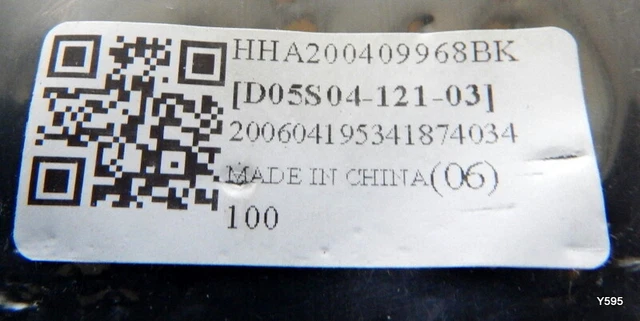 HHA200409968BK
[D05S04-121-03]
200604195341874034
MADE IN CHINA(06)
100
Y595